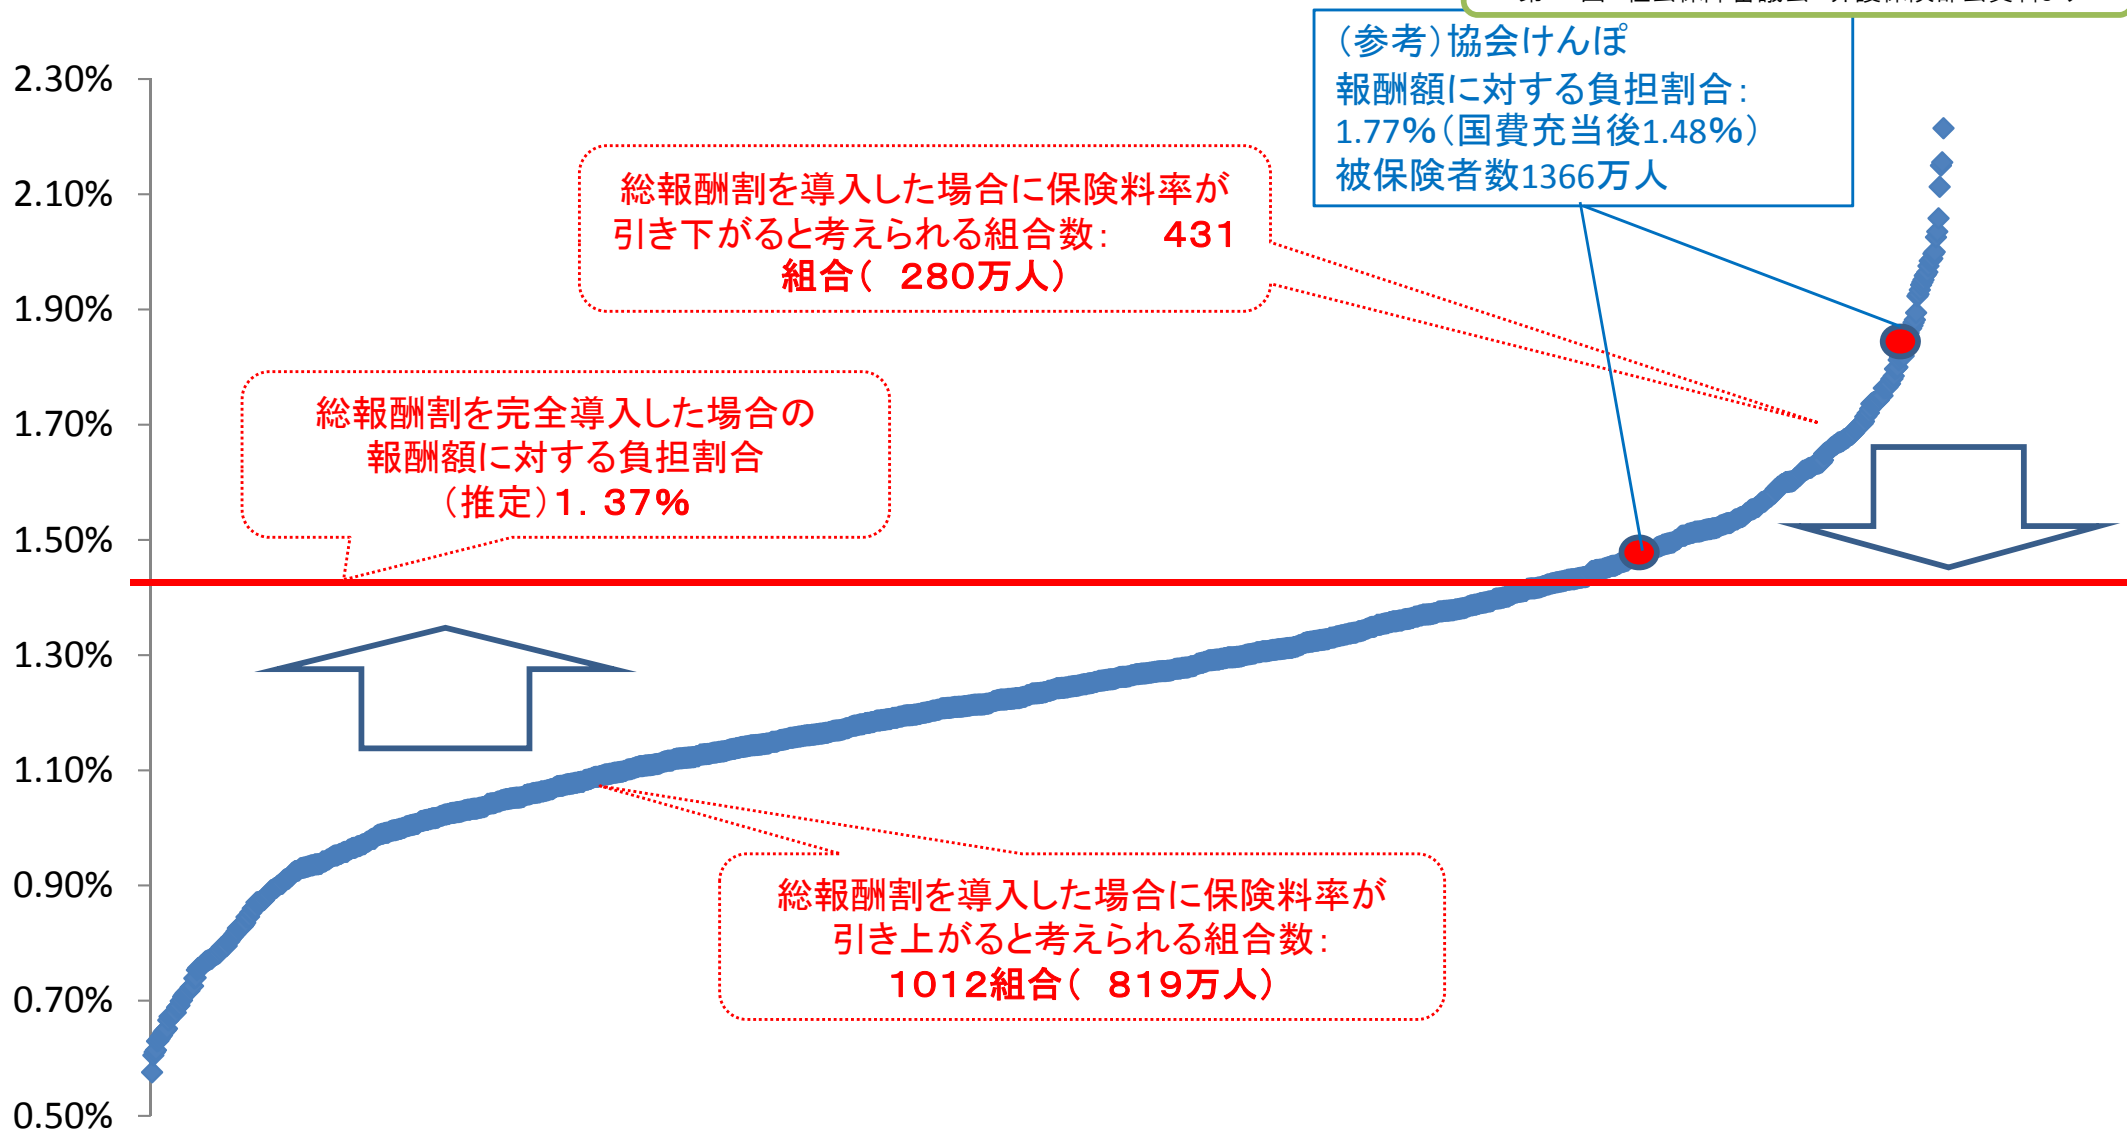 (参考)協会けんぽ
報酬額に対する負担割合:
1.77%(国費充当後1.48%)
被保険者数1366万人
2.30%
2.10%
1.90%
1.70%
1.50%
1.30%
1.10%
0.90%
0.70%
0.50%
総報酬割を導入した場合に保険料率が
引き下がると考えられる組合数: 431
組合( 280万人)
総報酬割を完全導入した場合の
報酬額に対する負担割合
(推定)1.37%
総報酬割を導入した場合に保険料率が
引き上がると考えられる組合数:
1012組合( 819万人)